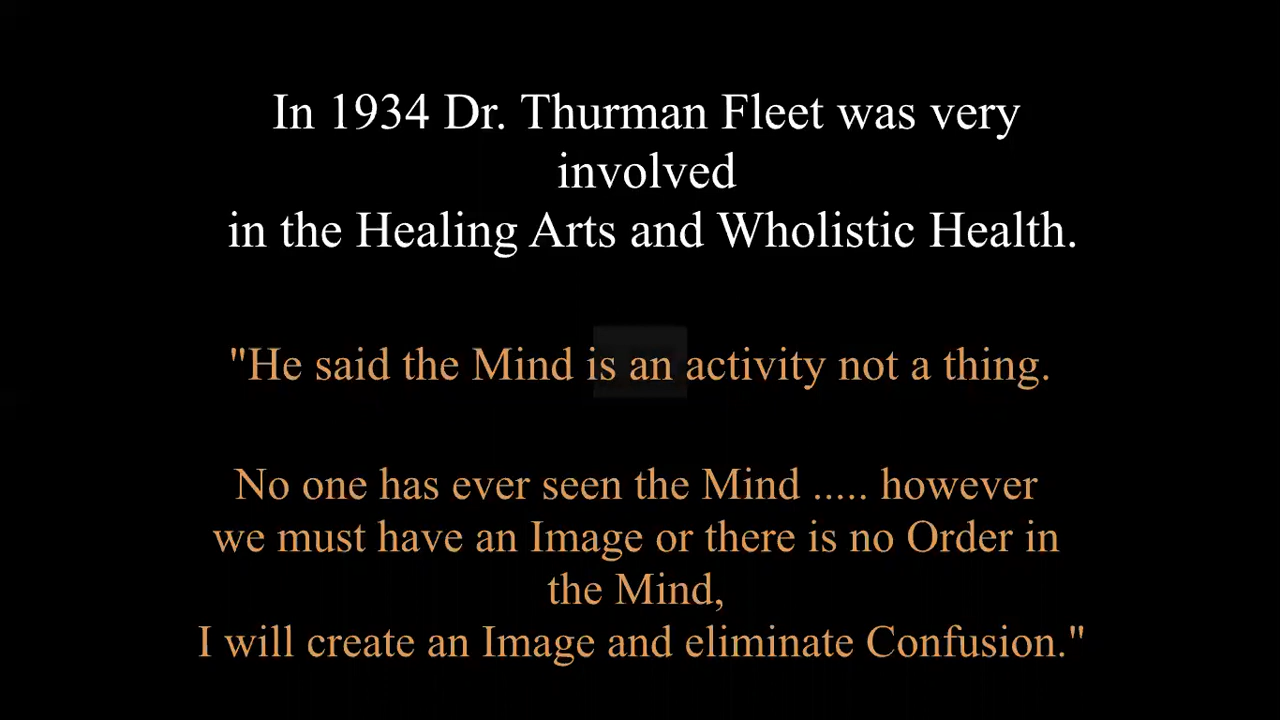 In 1934 Dr. Thurman Fleet was very
involved
in the Healing Arts and Wholistic Health.
"He said the Mind is an activity not a thing.
No one has ever seen the Mind ..... however
we must have an Image or there is no Order in
the Mind,
I will create an Image and eliminate Confusion."